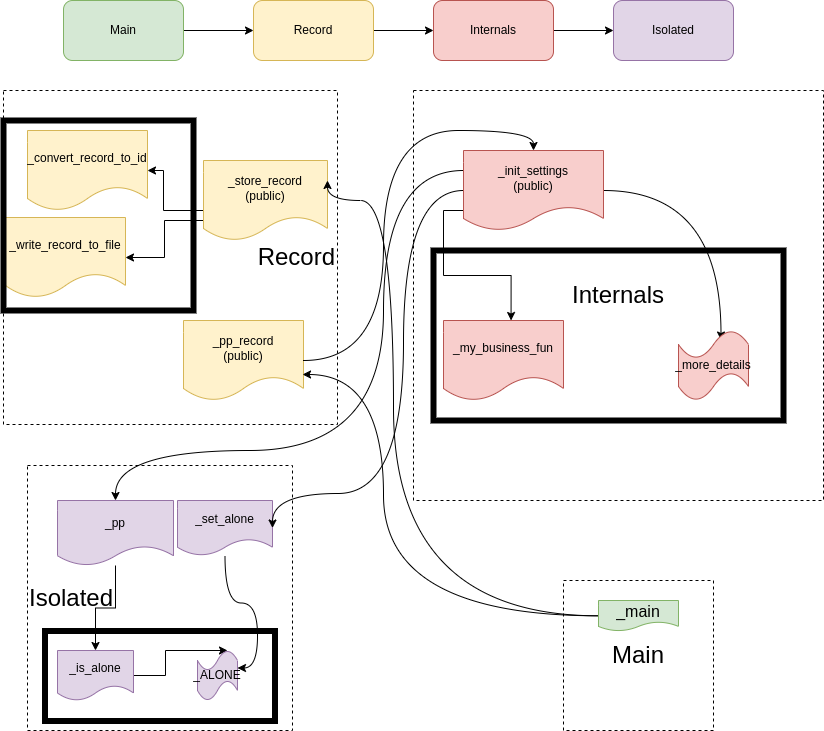 Main
Record
Internals
Isolated
_convert_record_to_id
_store_record
(public)
_write_record_to_file
Record
_pp_record
(public)
_init_settings
(public)
Internals
_my_business_fun
_more_details
_pp
_set_alone
Isolated
_is_alone
_ALONE
_main
Main